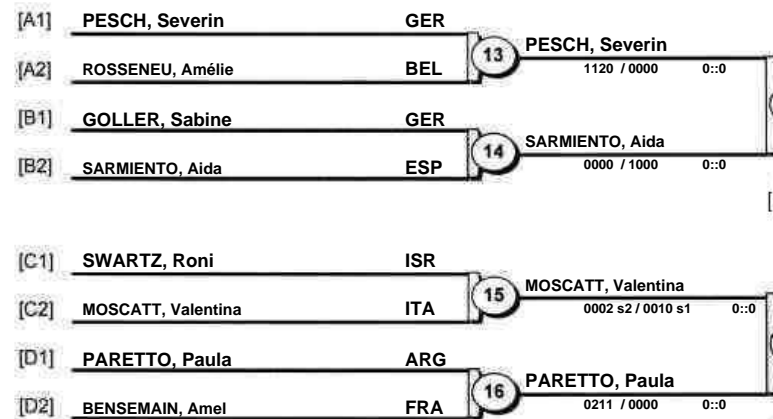 [A1] PESCH, Severin GER
13 PESCH, Severin
[A2] ROSSENEU, Amélie BEL
1120 / 0000 0::0
[B1] GOLLER, Sabine GER
14 SARMIENTO, Aida
[B2] SARMIENTO, Aida ESP
0000 / 1000 0::0
[
[C1] SWARTZ, Roni ISR
15 MOSCATT, Valentina
[C2] MOSCATT, Valentina ITA
0002 s2 / 0010 s1 0::0
[D1] PARETTO, Paula ARG
16 PARETTO, Paula
[D2] BENSEMAIN, Amel FRA
0211 / 0000 0::0